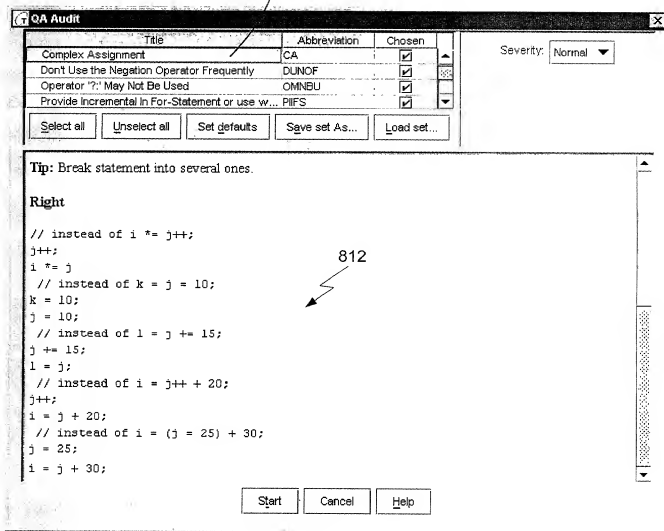 QA Audit
Title Abbreviation Chosen
Severity: Normal
Complex Assignment CA
Don't Use the Negation Operator Frequently DUNOF
Operator '?:' May Not Be Used OMNBU
Provide Incremental In For-Statement or use w... PIIFS
Select all Unselect all Set defaults Save set As... Load set...
Tip: Break statement into several ones.
Right
// instead of i *= j++;
j++;
i *= j
812
// instead of k = j = 10;
k = 10;
j = 10;
// instead of l = j += 15;
j += 15;
l = j;
// instead of i = j++ + 20;
j++;
i = j + 20;
// instead of i = (j = 25) + 30;
j = 25;
i = j + 30;
Start Cancel Help